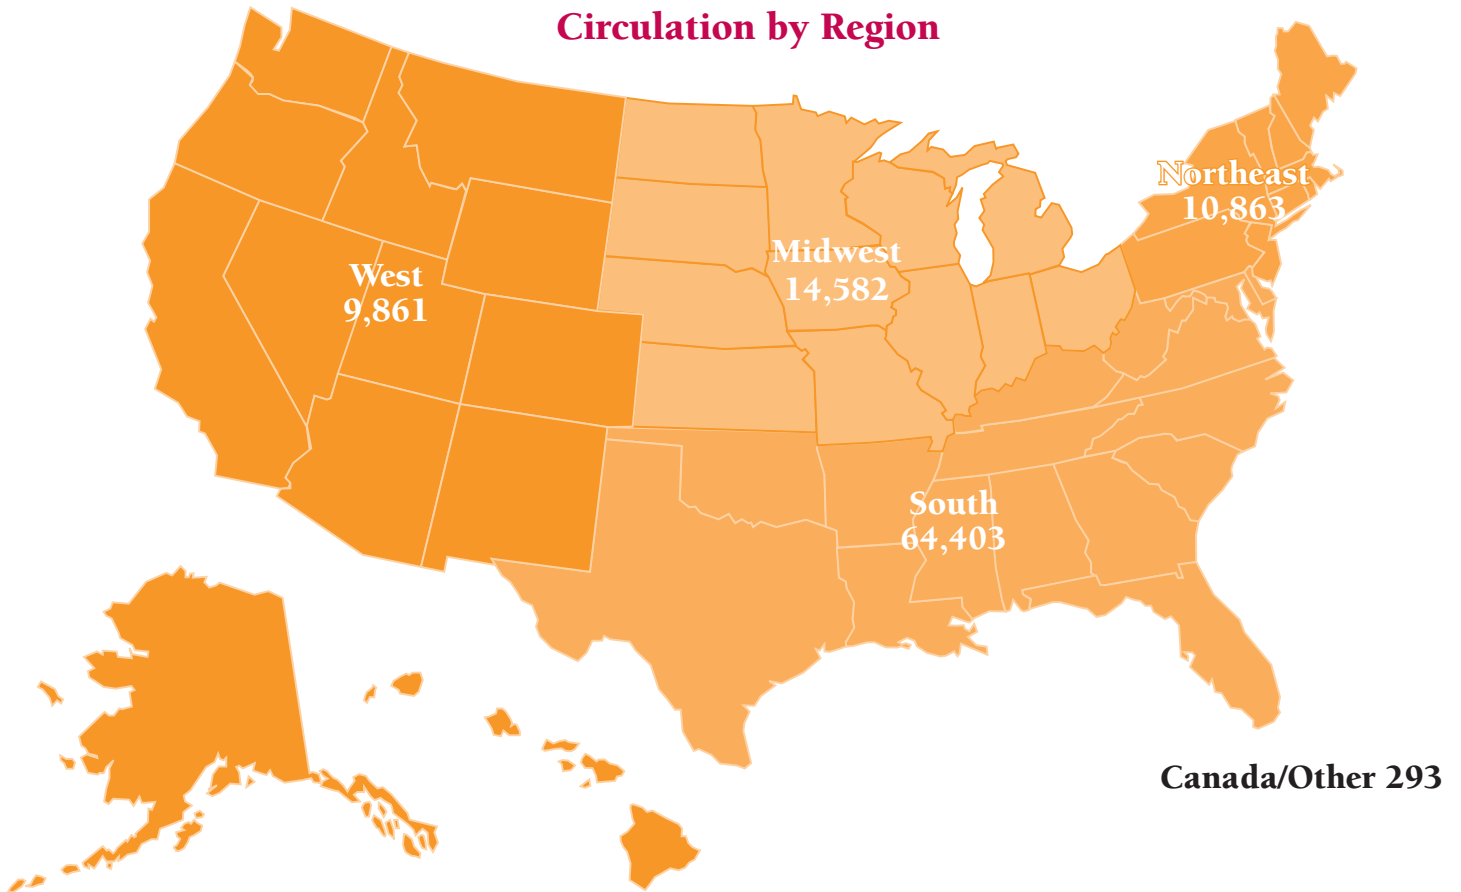 Circulation by Region
Northeast
10,863
Midwest
14,582
West
9,861
South
64,403
Canada/Other 293